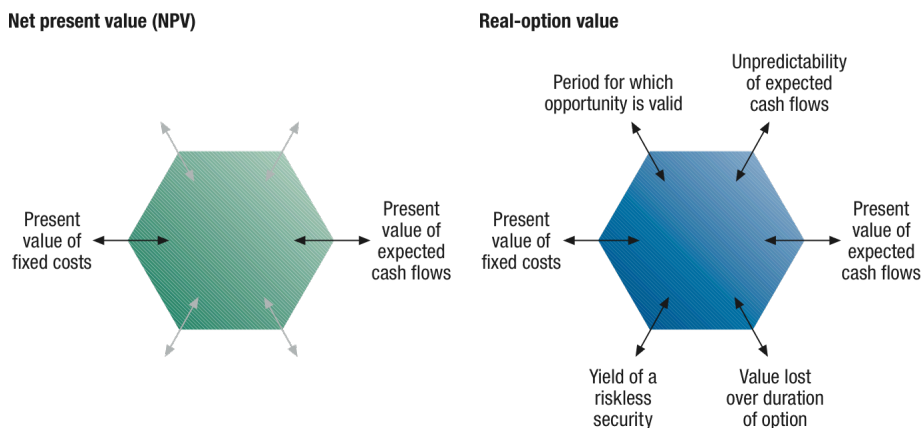 Net present value (NPV)
Present
value of
fixed costs
Present
value of
expected
cash flows
Real-option value
Period for which
opportunity is valid
Unpredictability
of expected
cash flows
Present
value of
fixed costs
Present
value of
expected
cash flows
Yield of a
riskless
security
Value lost
over duration
of option